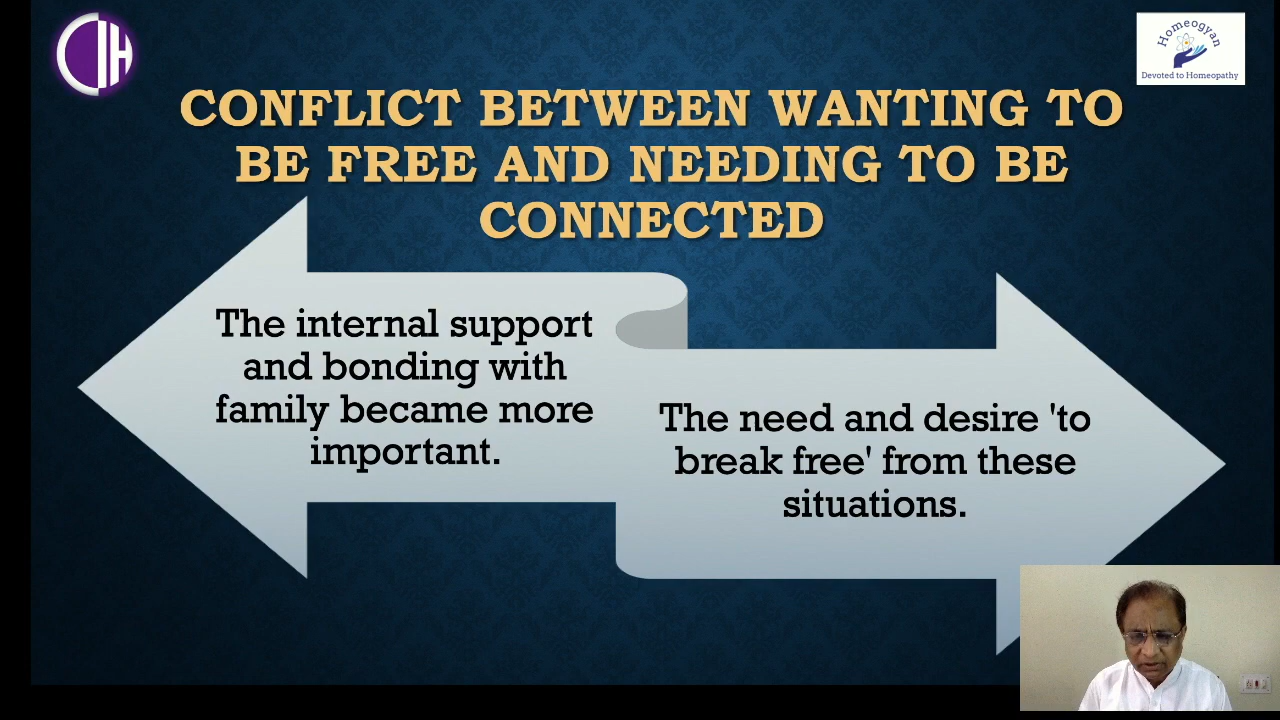 CIH
Homeogyan
Devoted to Homeopathy
CONFLICT BETWEEN WANTING TO
BE FREE AND NEEDING TO BE
CONNECTED
The internal support
and bonding with
family became more
important.
The need and desire 'to
break free' from these
situations.